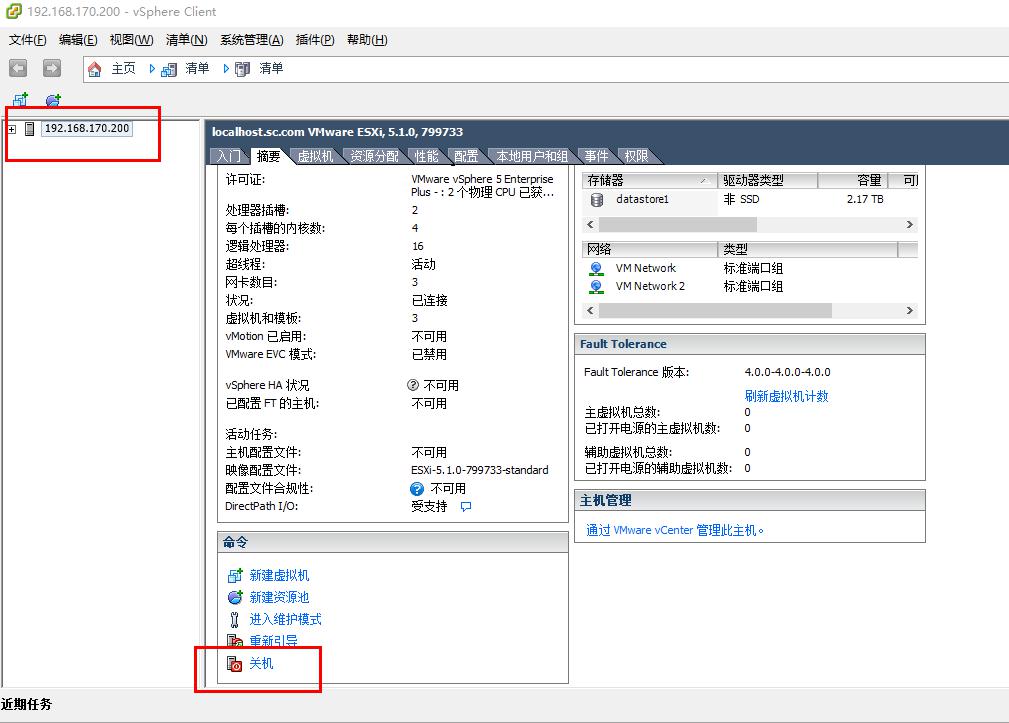 192.168.170.200 - vSphere Client
文件(F) 编辑(E) 视图(W) 清单(N) 系统管理(A) 插件(P) 帮助(H)
主页 清单 清单
192.168.170.200
localhost.sc.com VMware ESXi, 5.1.0, 799733
入门 摘要 虚拟机 资源分配 性能 配置 本地用户和组 事件 权限
许可证: VMware vSphere 5 Enterprise
Plus - : 2 个物理 CPU 已获...
处理器插槽: 2
每个插槽的内核数: 4
逻辑处理器: 16
超线程: 活动
网卡数目: 3
状况: 已连接
虚拟机和模板: 3
vMotion 已启用: 不可用
VMware EVC 模式: 已禁用
vSphere HA 状况 不可用
已配置 FT 的主机: 不可用
活动任务:
主机配置文件: 不可用
映像配置文件: ESXi-5.1.0-799733-standard
配置文件合规性: 不可用
DirectPath I/O: 受支持
命令
新建虚拟机
新建资源池
进入维护模式
重新引导
关机
存储器 驱动器类型 容量 可
datastore1 非 SSD 2.17 TB
网络 类型
VM Network 标准端口组
VM Network 2 标准端口组
Fault Tolerance
Fault Tolerance 版本: 4.0.0-4.0.0-4.0.0
刷新虚拟机计数
主虚拟机总数: 0
已打开电源的主虚拟机数: 0
辅助虚拟机总数: 0
已打开电源的辅助虚拟机数: 0
主机管理
通过 VMware vCenter 管理此主机。
近期任务